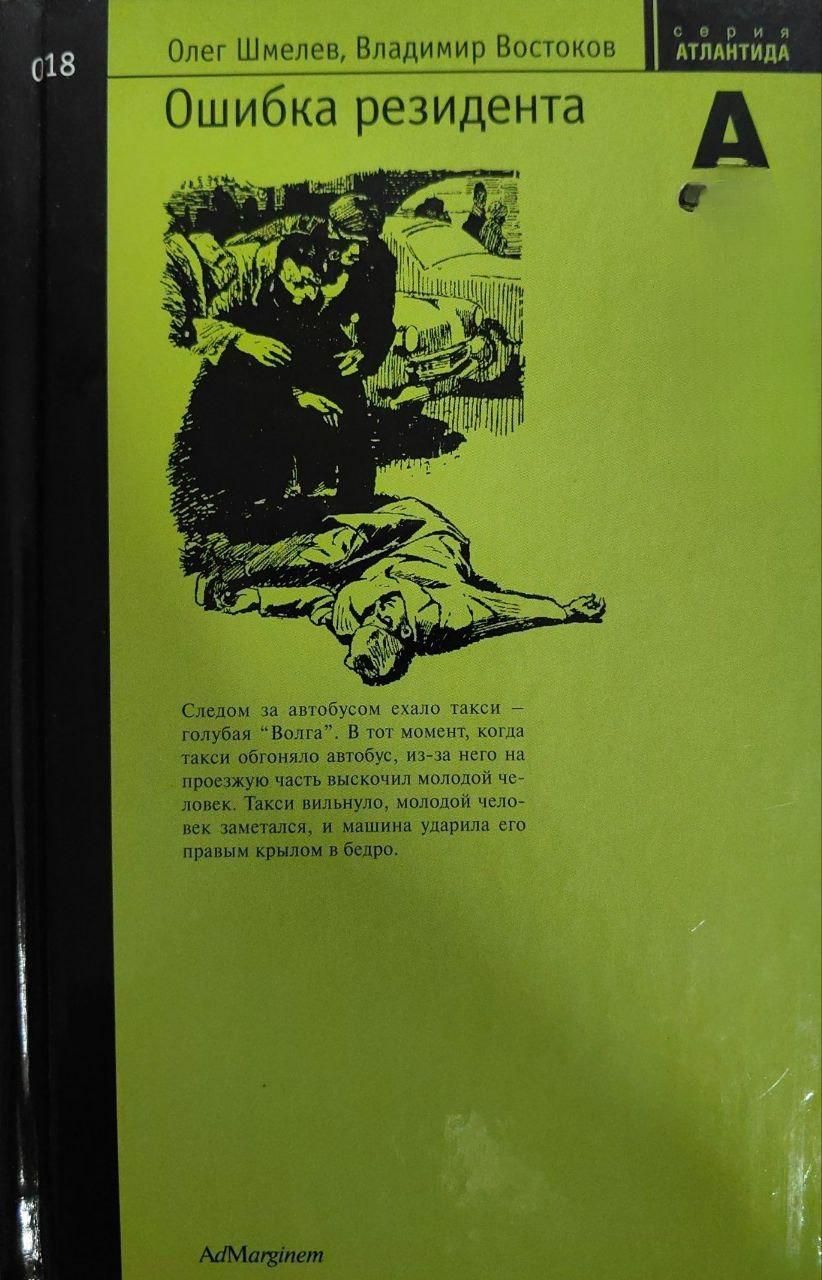 018
Олег Шмелев, Владимир Востоков
серия
АТЛАНТИДА
Ошибка резидента
А
Следом за автобусом ехало такси –
голубая “Волга”. В тот момент, когда
такси обгоняло автобус, из-за него на
проезжую часть выскочил молодой че-
ловек. Такси вильнуло, молодой чело-
век заметался, и машина ударила его
правым крылом в бедро.
AdMarginem